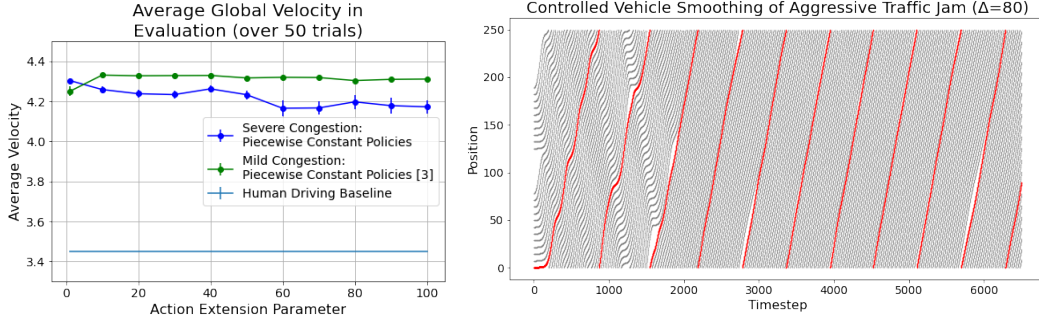 Average Global Velocity in
Evaluation (over 50 trials)
4.4
4.2
4.0
3.8
3.6
3.4
Average Velocity
0
20
40
60
80
100
Action Extension Parameter
Severe Congestion:
Piecewise Constant Policies
Mild Congestion:
Piecewise Constant Policies [3]
Human Driving Baseline
Controlled Vehicle Smoothing of Aggressive Traffic Jam (Δ=80)
250
200
150
100
50
0
Position
0
1000
2000
3000
4000
5000
6000
Timestep